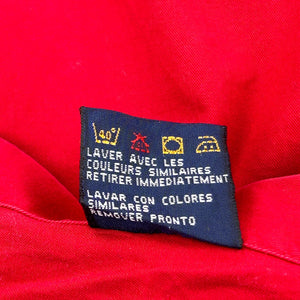 40°
LAVER AVEC LES
COULEURS SIMILAIRES
RETIRER IMMEDIATEMENT
LAVAR CON COLORES
SIMILARES
REMOVER PRONTO